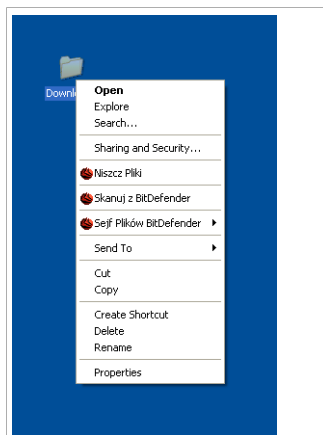 Downl
Open
Explore
Search...
Sharing and Security...
Niszcz Pliki
Skanuj z BitDefender
Sejf Plików BitDefender
Send To
Cut
Copy
Create Shortcut
Delete
Rename
Properties